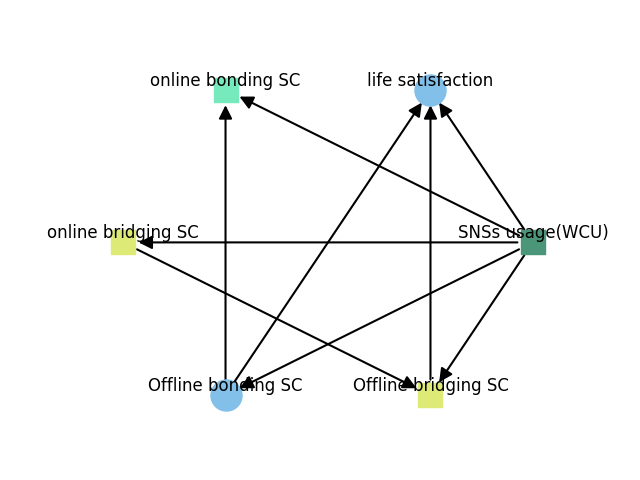 online bonding SC
life satisfaction
online bridging SC
SNSs usage(WCU)
Offline bonding SC
Offline bridging SC